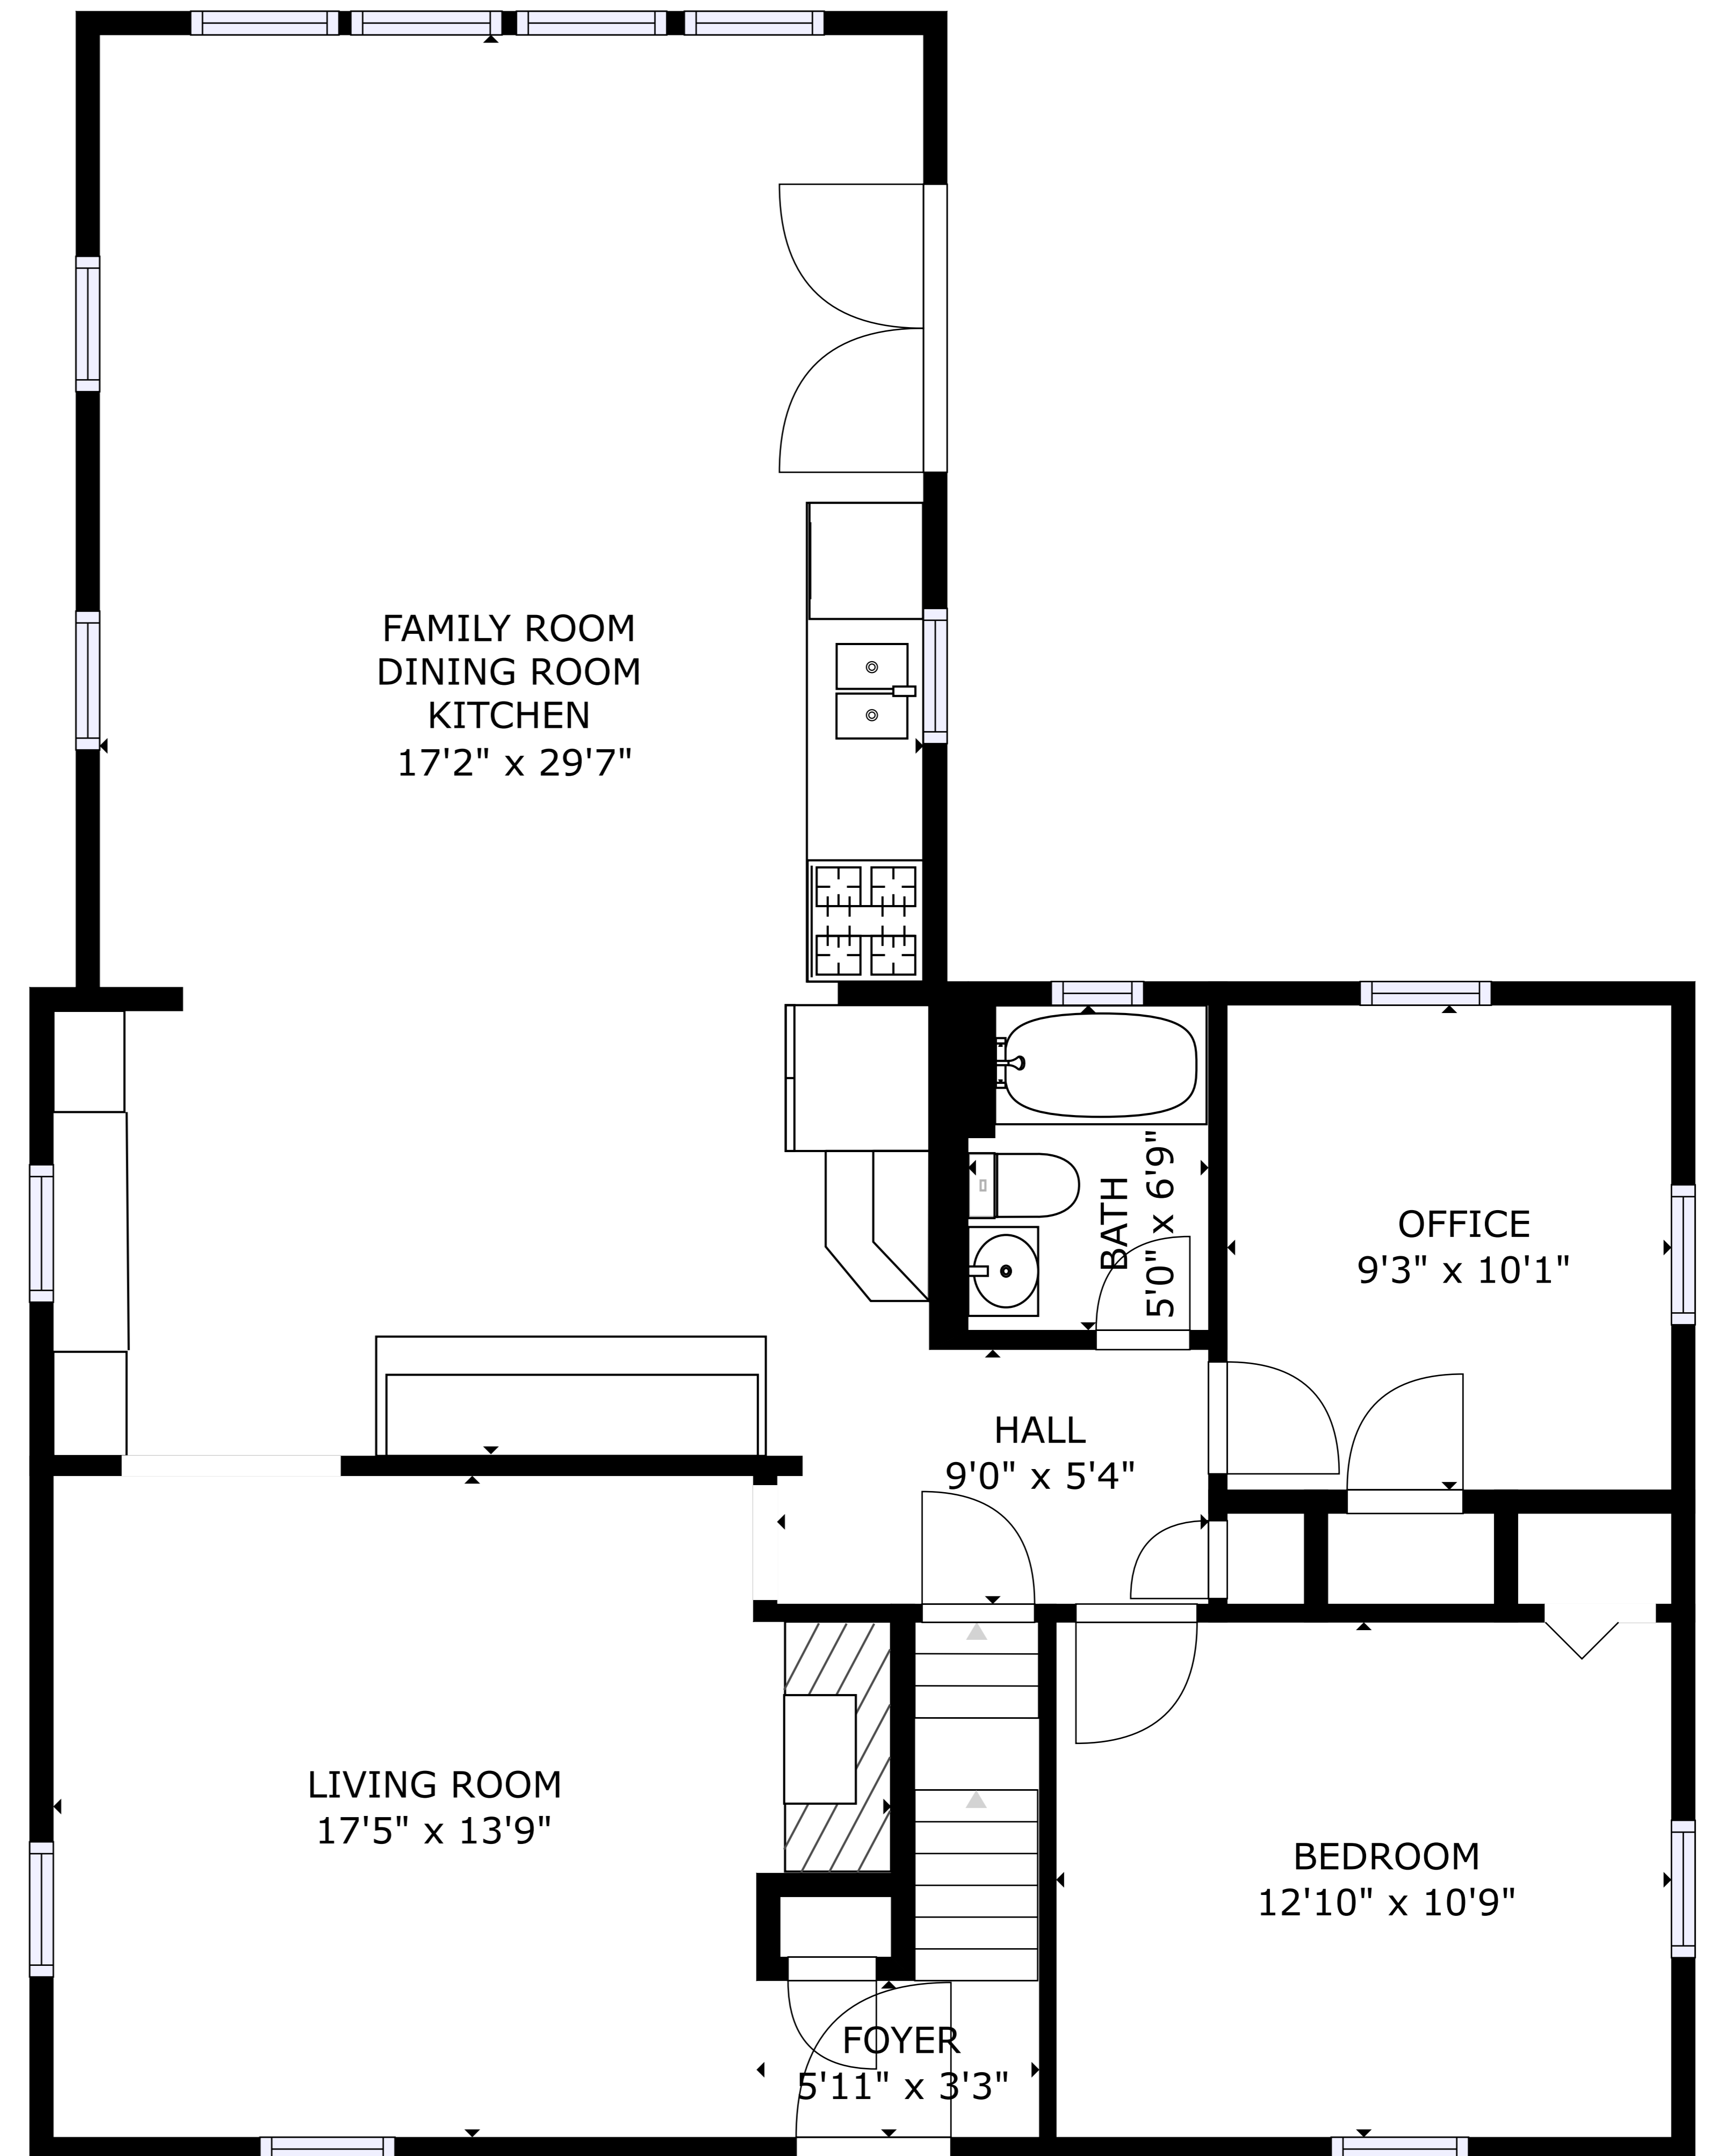 FAMILY ROOM
DINING ROOM
KITCHEN
17'2" x 29'7"
BATH
5'0" x 6'9"
OFFICE
9'3" x 10'1"
HALL
9'0" x 5'4"
LIVING ROOM
17'5" x 13'9"
BEDROOM
12'10" x 10'9"
FOYER
5'11" x 3'3"